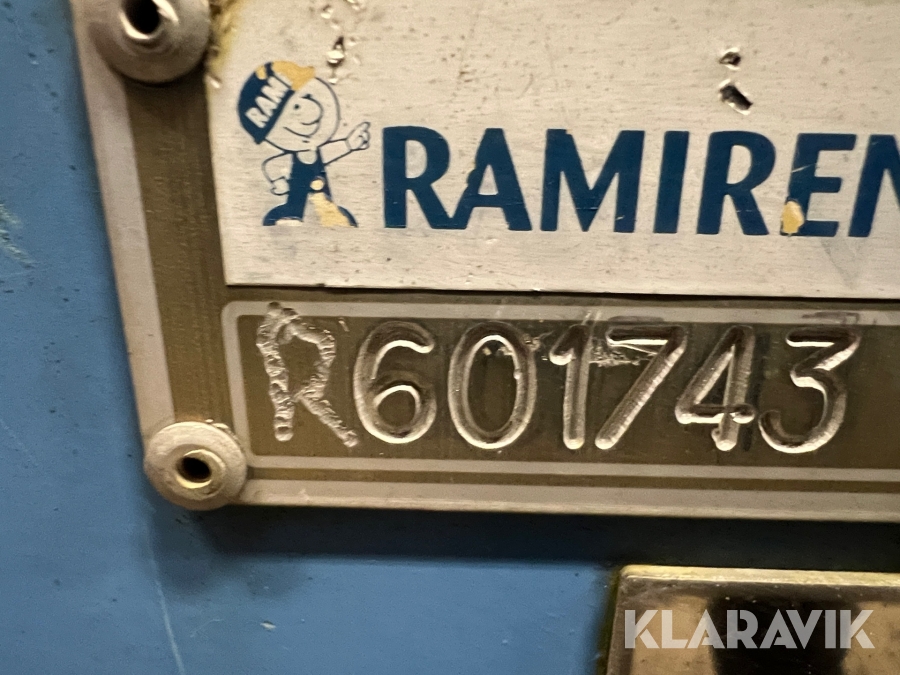 RAMI
RAMIREN
R601743
KLARAVIK